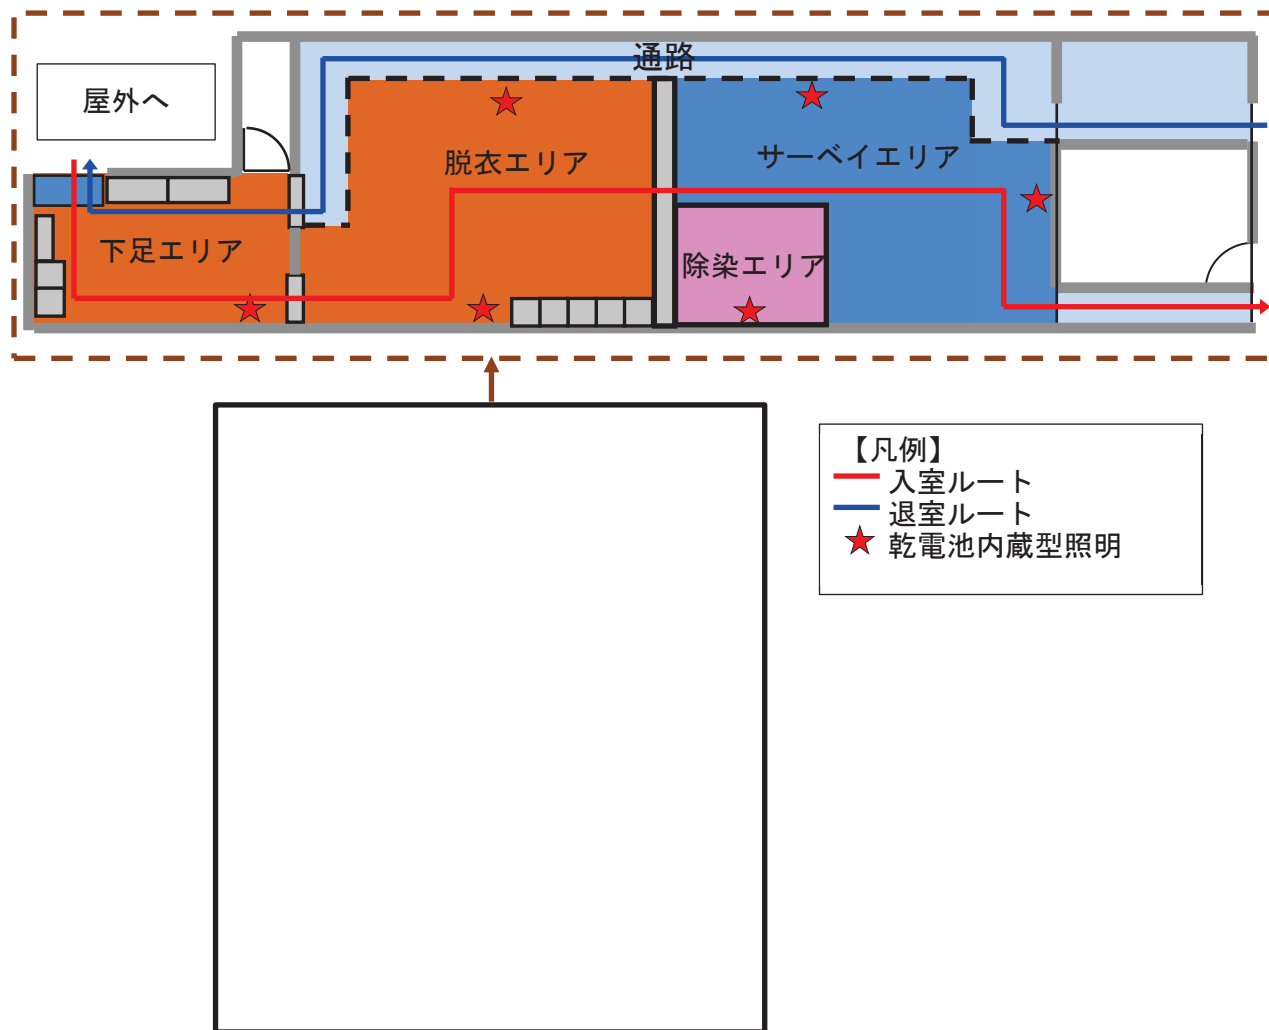 通路
屋外へ
脱衣エリア
サーベイエリア
下足エリア
除染エリア
【凡例】
入室ルート
退室ルート
乾電池内蔵型照明